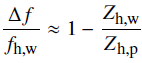 Δf / f_h,w ≈ 1 − Z_h,w / Z_h,p